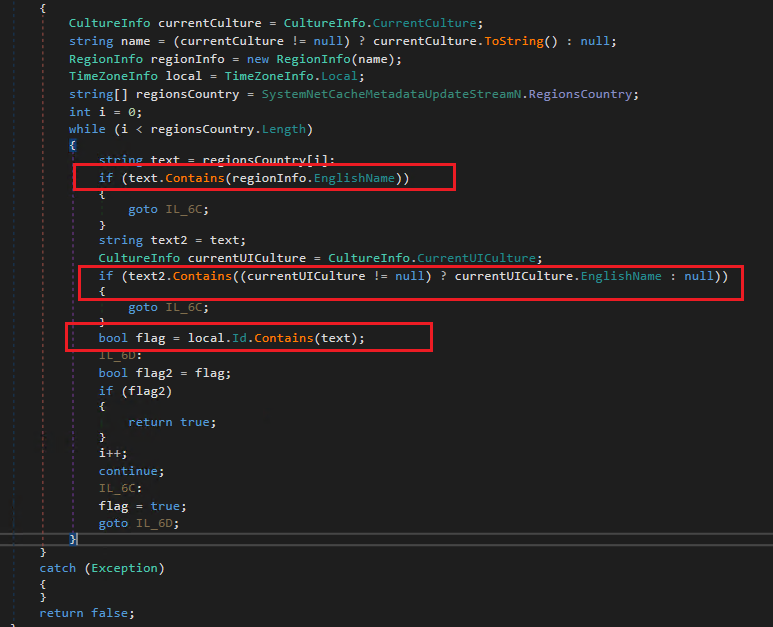 {
CultureInfo currentCulture = CultureInfo.CurrentCulture;
string name = (currentCulture != null) ? currentCulture.ToString() : null;
RegionInfo regionInfo = new RegionInfo(name);
TimeZoneInfo local = TimeZoneInfo.Local;
string[] regionsCountry = SystemNetCacheMetadataUpdateStreamN.RegionsCountry;
int i = 0;
while (i < regionsCountry.Length)
{
string text = regionsCountry[i];
if (text.Contains(regionInfo.EnglishName))
{
goto IL_6C;
}
string text2 = text;
CultureInfo currentUICulture = CultureInfo.CurrentUICulture;
if (text2.Contains((currentUICulture != null) ? currentUICulture.EnglishName : null))
{
goto IL_6C;
}
bool flag = local.Id.Contains(text);
IL_6D:
bool flag2 = flag;
if (flag2)
{
return true;
}
i++;
continue;
IL_6C:
flag = true;
goto IL_6D;
}
}
catch (Exception)
{
}
return false;
}